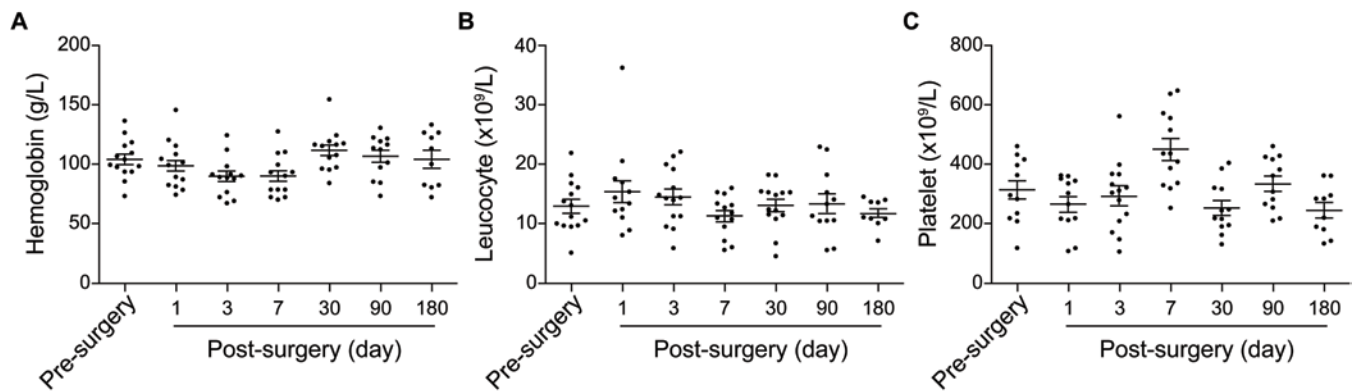 A
Hemoglobin (g/L)
200
150
100
50
0
Pre-surgery
1 3 7 30 90 180
Post-surgery (day)
B
Leucocyte (x10⁹/L)
40
30
20
10
0
Pre-surgery
1 3 7 30 90 180
Post-surgery (day)
C
Platelet (x10⁹/L)
800
600
400
200
0
Pre-surgery
1 3 7 30 90 180
Post-surgery (day)